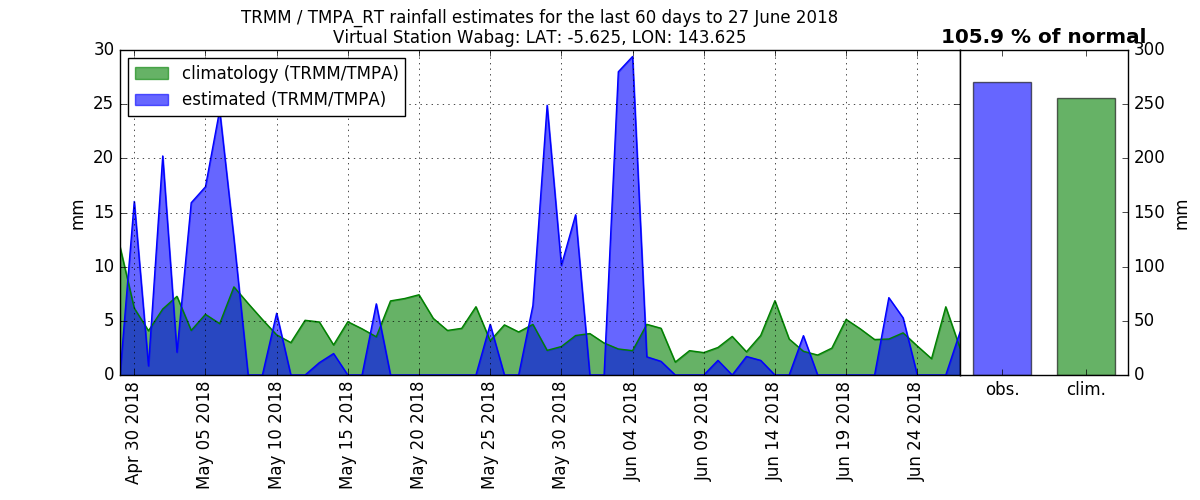 TRMM / TMPA_RT rainfall estimates for the last 60 days to 27 June 2018
Virtual Station Wabag: LAT: -5.625, LON: 143.625
105.9 % of normal
climatology (TRMM/TMPA)
estimated (TRMM/TMPA)
30
25
20
15
10
5
0
mm
Apr 30 2018
May 05 2018
May 10 2018
May 15 2018
May 20 2018
May 25 2018
May 30 2018
Jun 04 2018
Jun 09 2018
Jun 14 2018
Jun 19 2018
Jun 24 2018
obs.
clim.
300
250
200
150
100
50
0
mm